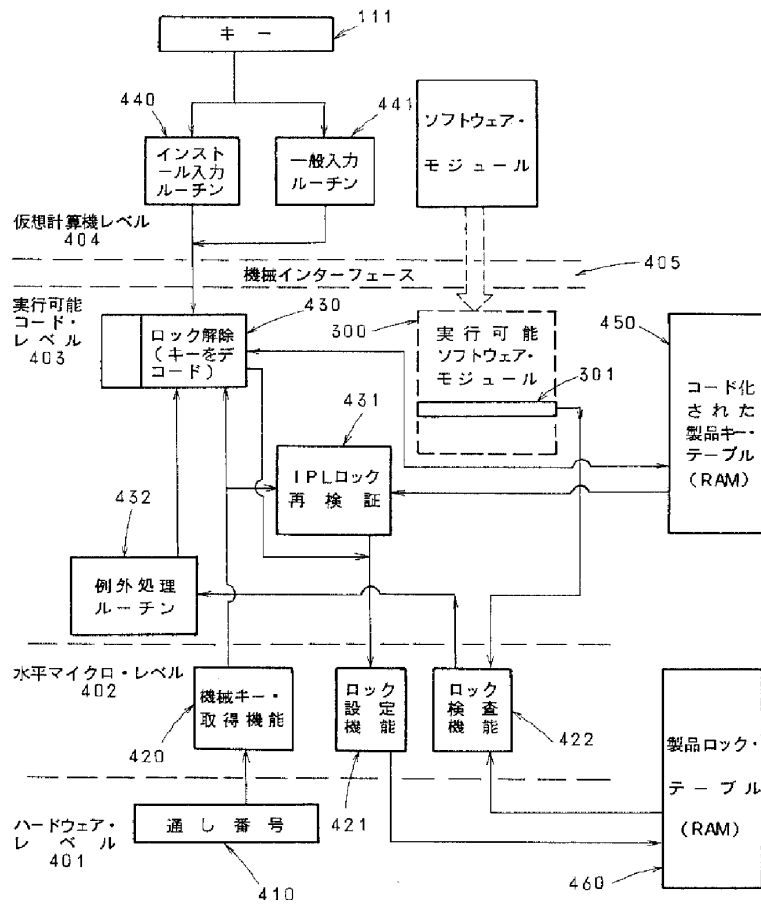 キー
111
440
441
インスト
ール入力
ルーチン
一般入力
ルーチン
ソフトウェア・
モジュール
仮想計算機レベル
404
機械インターフェース
405
実行可能
コード・
レベル
403
430
ロック解除
(キーをデ
コード)
300
実行可能
ソフトウェア・
モジュール
301
450
コード化
された
製品キー・
テーブル
(RAM)
431
IPLロック
再検証
432
例外処理
ルーチン
水平マイクロ・レベル
402
機械キー・
取得機能
420
ロック
設定
機能
421
ロック
検査
機能
422
製品ロック・
テーブル
(RAM)
460
ハードウェア・
レベル
401
通し番号
410